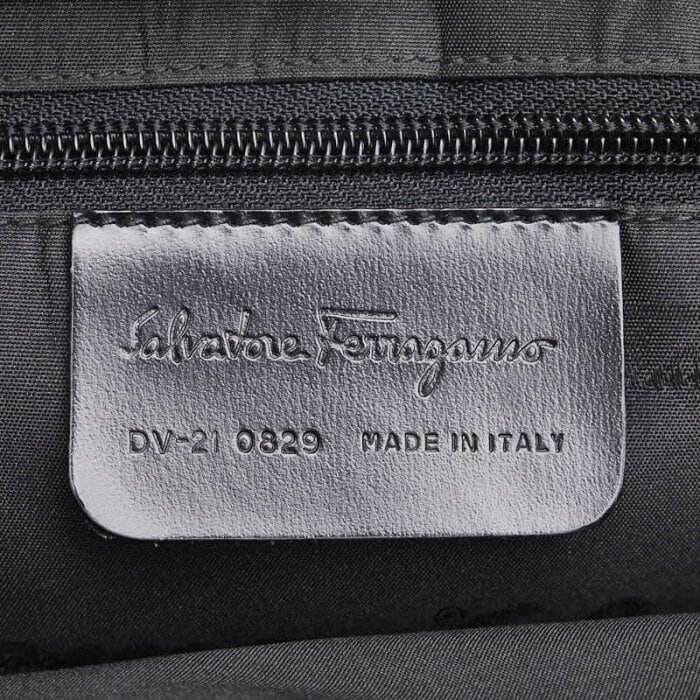 Salvatore Ferragamo
DV-21 0829 MADE IN ITALY